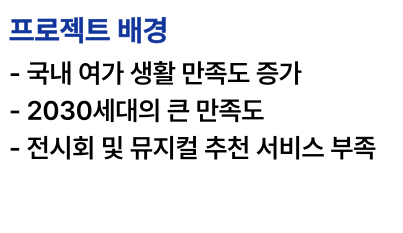 프로젝트 배경
- 국내 여가 생활 만족도 증가
- 2030세대의 큰 만족도
- 전시회 및 뮤지컬 추천 서비스 부족